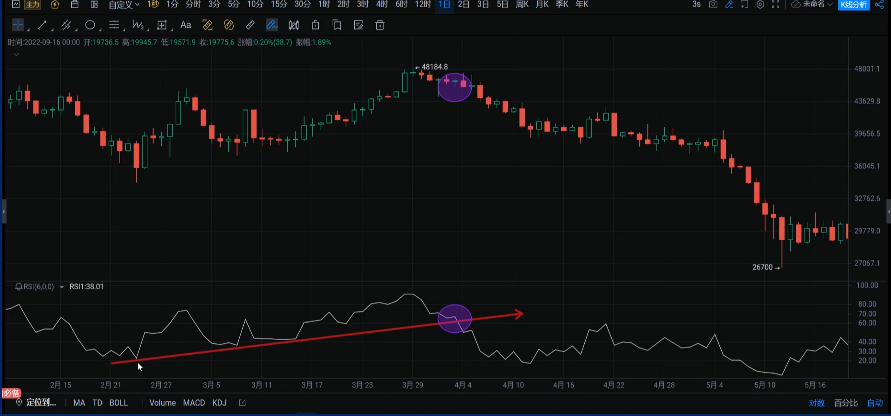 主力 自定义 1秒 1分 分时 3分 5分 10分 15分 30分 1时 2时 3时 4时 6时 12时 1日 2日 3日 5日 周K 月K 季K 年K 3s 未命名 K线分析
Aa
时间:2022-09-16 00:00 开:19736.5 高:19945.7 低:19571.9 收:19775.6 涨幅:0.20%(38.7) 振幅:1.89%
48184.8
48001.1
43629.8
39656.5
36045.1
32762.6
29779.0
27067.1
26700
RSI(6,0,0) RSI1:38.01
100.00
80.00
70.00
60.00
40.00
30.00
20.00
2月 15 2月 21 2月 27 3月 5 3月 11 3月 17 3月 23 3月 29 4月 4 4月 10 4月 16 4月 22 4月 28 5月 4 5月 10 5月 16
必备
定位到... MA TD BOLL Volume MACD KDJ 对数 百分比 自动